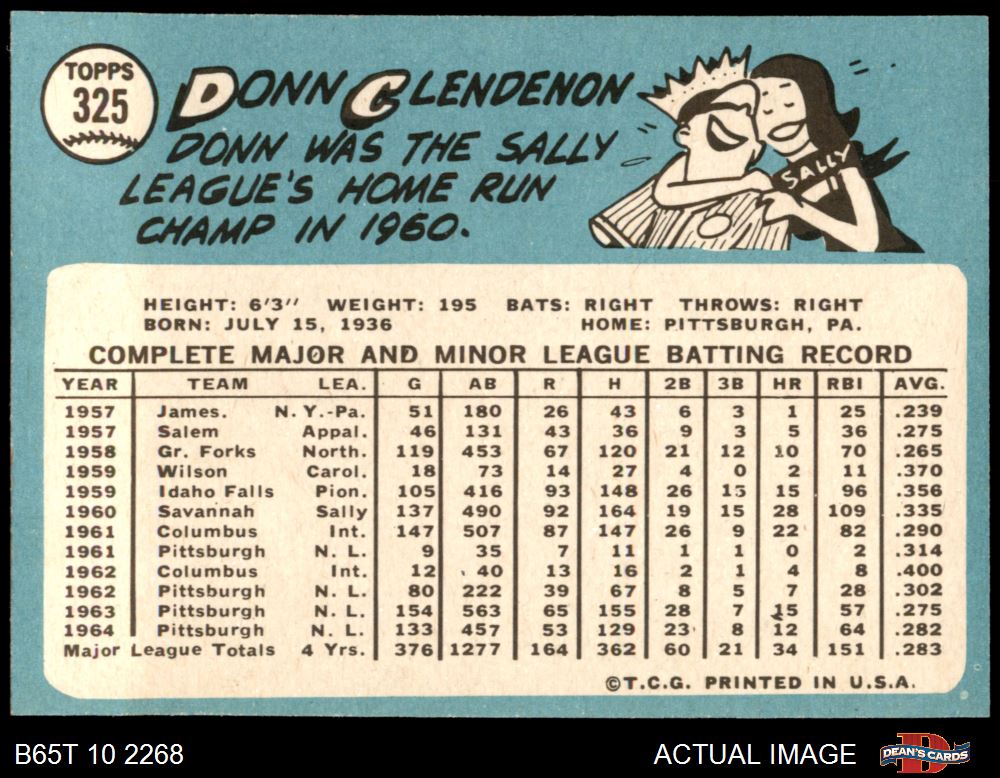 TOPPS
325
DONN CLENDENON
DONN WAS THE SALLY
LEAGUE'S HOME RUN
CHAMP IN 1960.
SALLY
HEIGHT: 6'3" WEIGHT: 195 BATS: RIGHT THROWS: RIGHT
BORN: JULY 15, 1936 HOME: PITTSBURGH, PA.
COMPLETE MAJOR AND MINOR LEAGUE BATTING RECORD
YEAR TEAM LEA. G AB R H 2B 3B HR RBI AVG.
1957 James. N.Y.-Pa. 51 180 26 43 6 3 1 25 .239
1957 Salem Appal. 46 131 43 36 9 3 5 36 .275
1958 Gr. Forks North. 119 453 67 120 21 12 10 70 .265
1959 Wilson Carol. 18 73 14 27 4 0 2 11 .370
1959 Idaho Falls Pion. 105 416 93 148 26 13 15 96 .356
1960 Savannah Sally 137 490 92 164 19 15 28 109 .335
1961 Columbus Int. 147 507 87 147 26 9 22 82 .290
1961 Pittsburgh N. L. 9 35 7 11 1 1 0 2 .314
1962 Columbus Int. 12 40 13 16 2 1 4 8 .400
1962 Pittsburgh N. L. 80 222 39 67 8 5 7 28 .302
1963 Pittsburgh N. L. 154 563 65 155 28 7 15 57 .275
1964 Pittsburgh N. L. 133 457 53 129 23 8 12 64 .282
Major League Totals 4 Yrs. 376 1277 164 362 60 21 34 151 .283
©T.C.G. PRINTED IN U.S.A.
B65T 10 2268 ACTUAL IMAGE DEAN'S CARDS